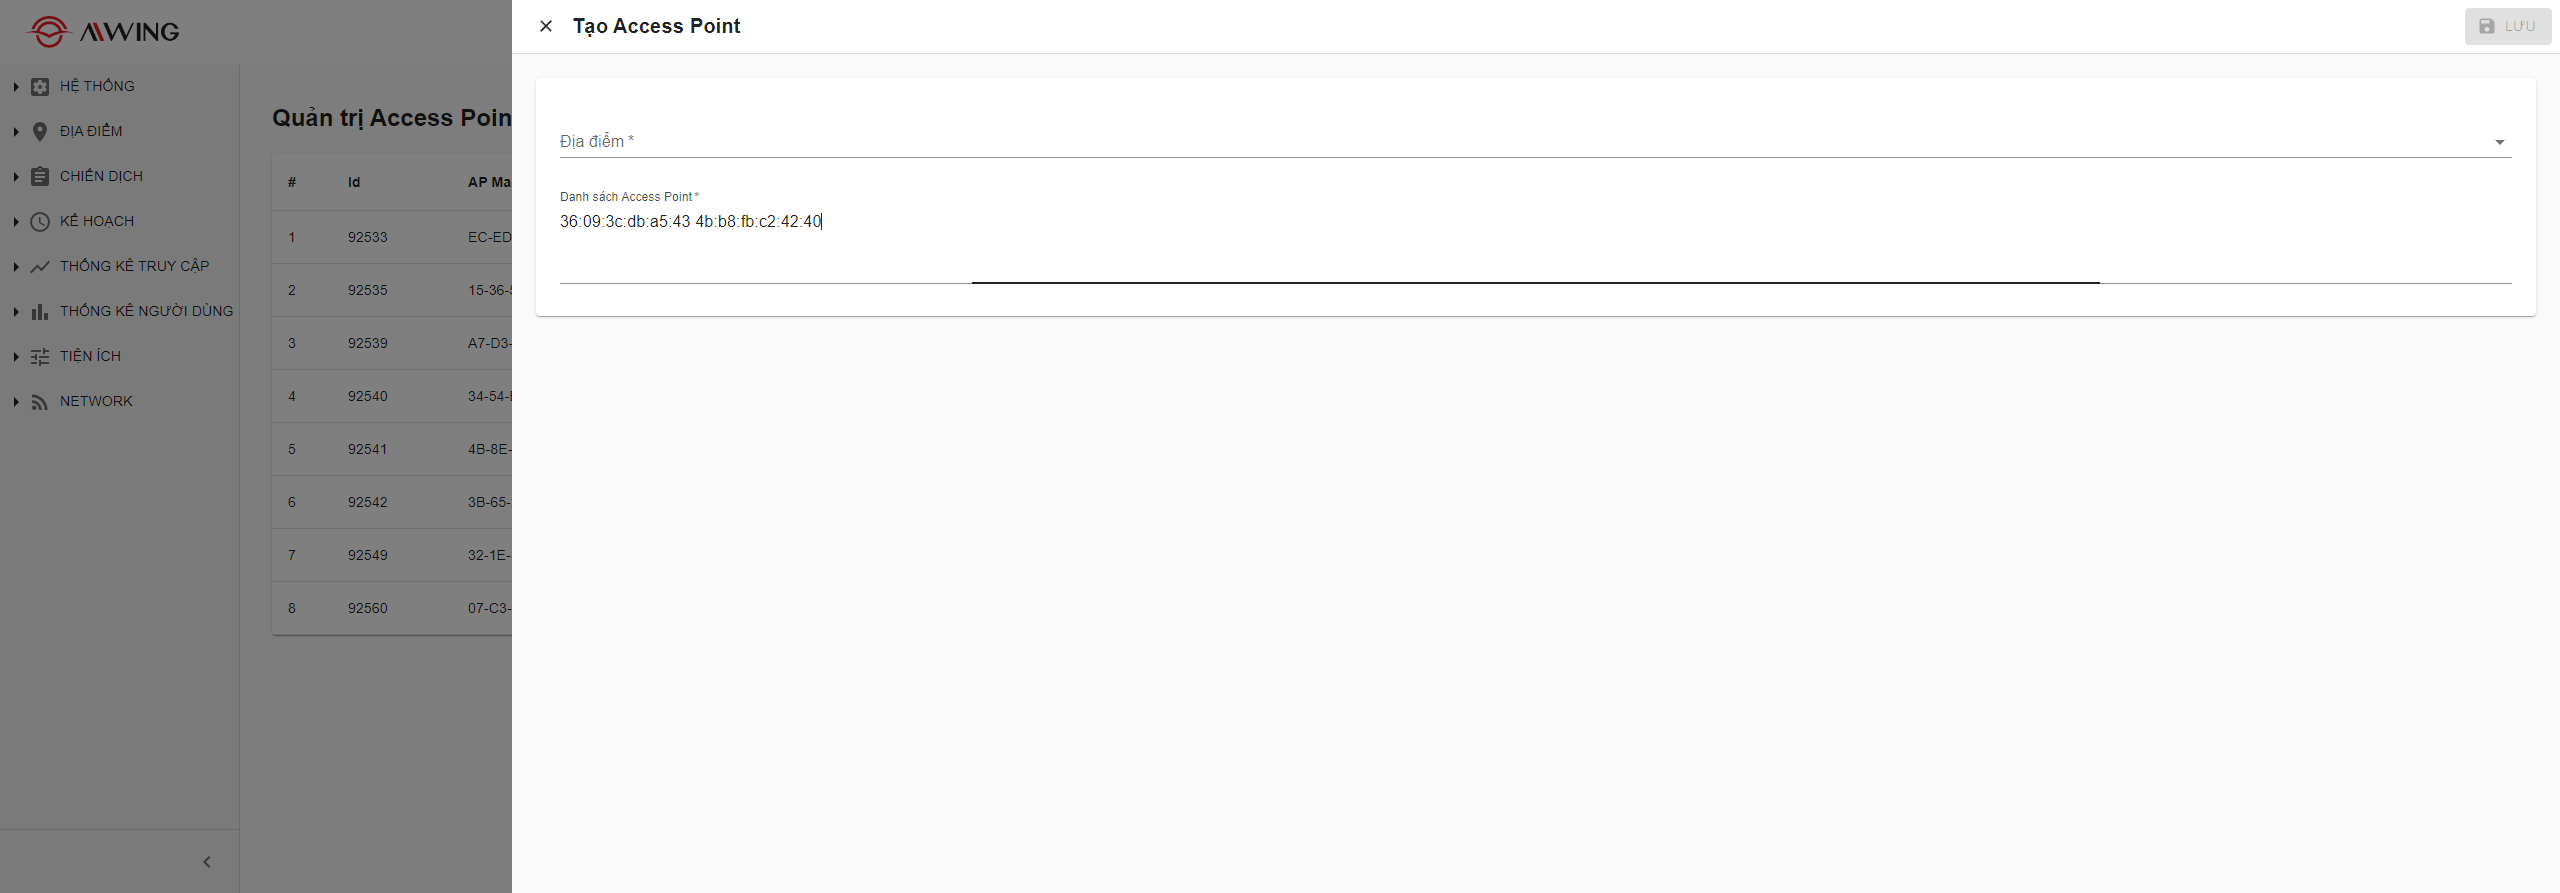 AWING
HỆ THỐNG
ĐỊA ĐIỂM
CHIẾN DỊCH
KẾ HOẠCH
THỐNG KÊ TRUY CẬP
THỐNG KÊ NGƯỜI DÙNG
TIỆN ÍCH
NETWORK
Quản trị Access Poin
# Id AP Ma
1 92533 EC-ED
2 92535 15-36-
3 92539 A7-D3-
4 92540 34-54-
5 92541 4B-8E-
6 92542 3B-65-
7 92549 32-1E-
8 92560 07-C3-
Tạo Access Point
LƯU
Địa điểm *
Danh sách Access Point *
36:09:3c:db:a5:43 4b:b8:fb:c2:42:40